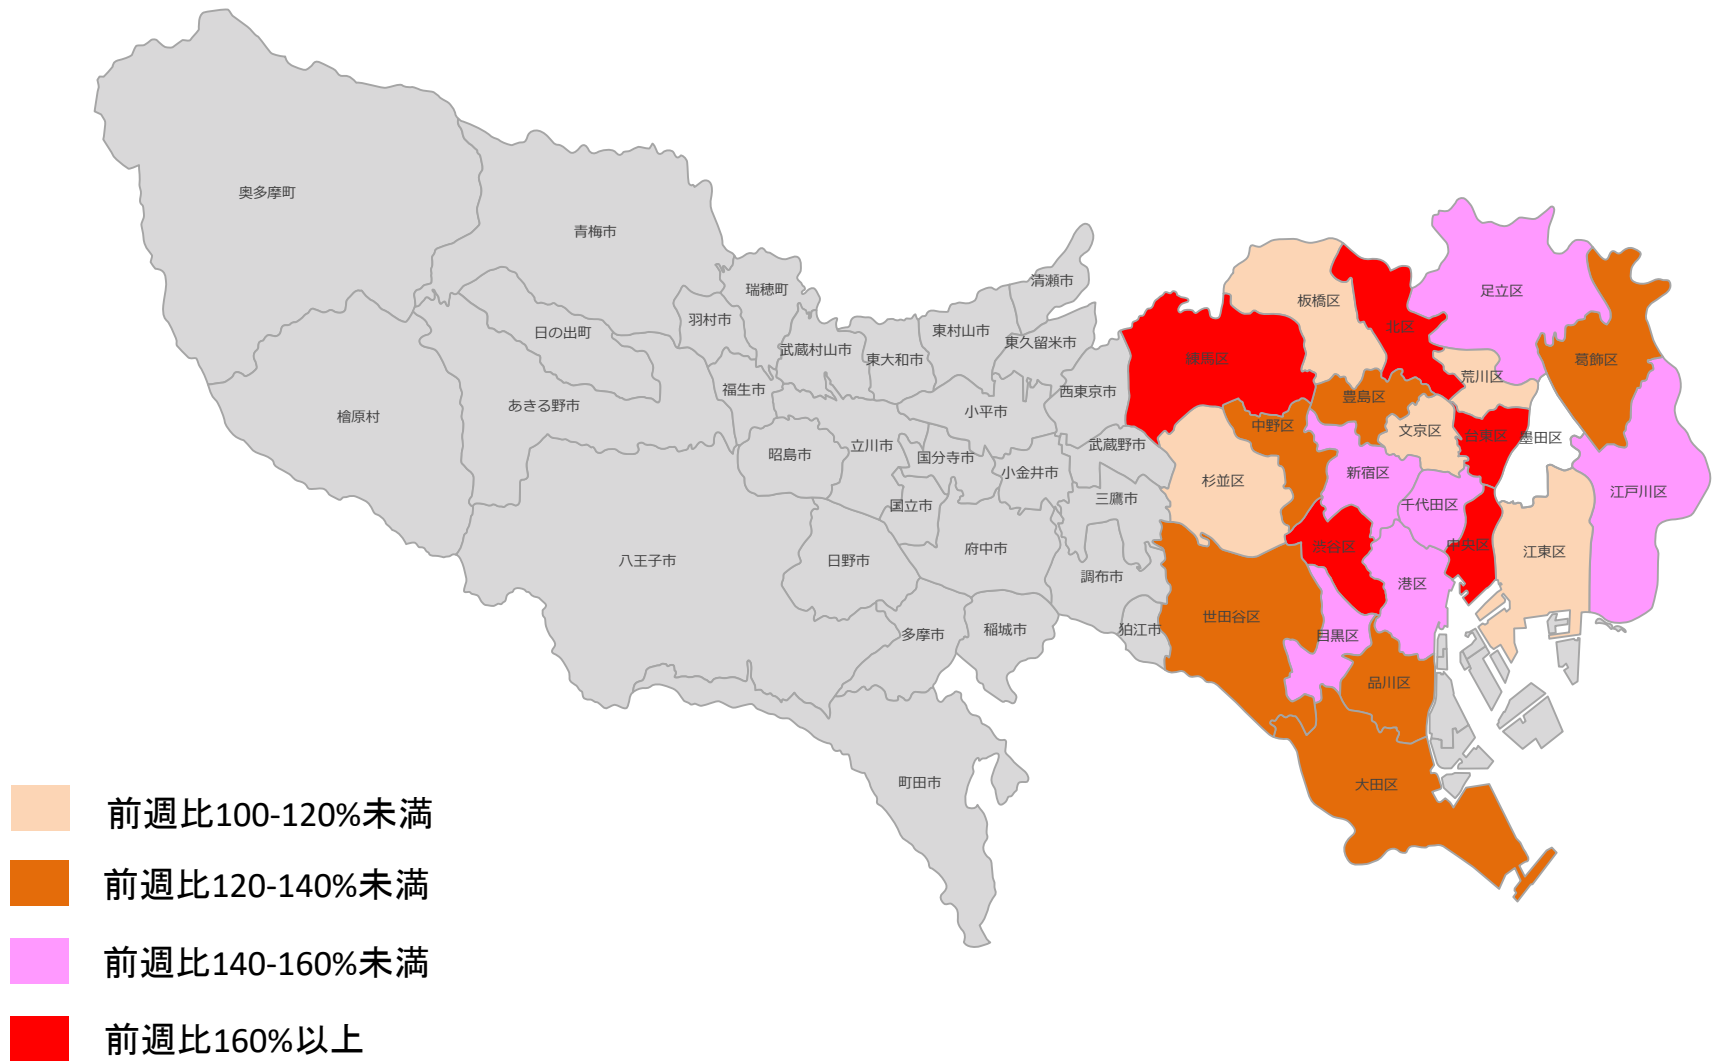 奥多摩町
青梅市
清瀬市
瑞穂町
足立区
板橋区
羽村市
北区
日の出町
東村山市
武蔵村山市
東久留米市
東大和市
練馬区
葛飾区
荒川区
福生市
西東京市
豊島区
あきる野市
檜原村
小平市
中野区
文京区
台東区
墨田区
立川市
武蔵野市
昭島市
国分寺市
小金井市
新宿区
杉並区
江戸川区
三鷹市
国立市
千代田区
八王子市
日野市
府中市
渋谷区
中央区
江東区
調布市
港区
世田谷区
多摩市
稲城市
狛江市
目黒区
品川区
町田市
大田区
前週比100-120%未満
前週比120-140%未満
前週比140-160%未満
前週比160%以上